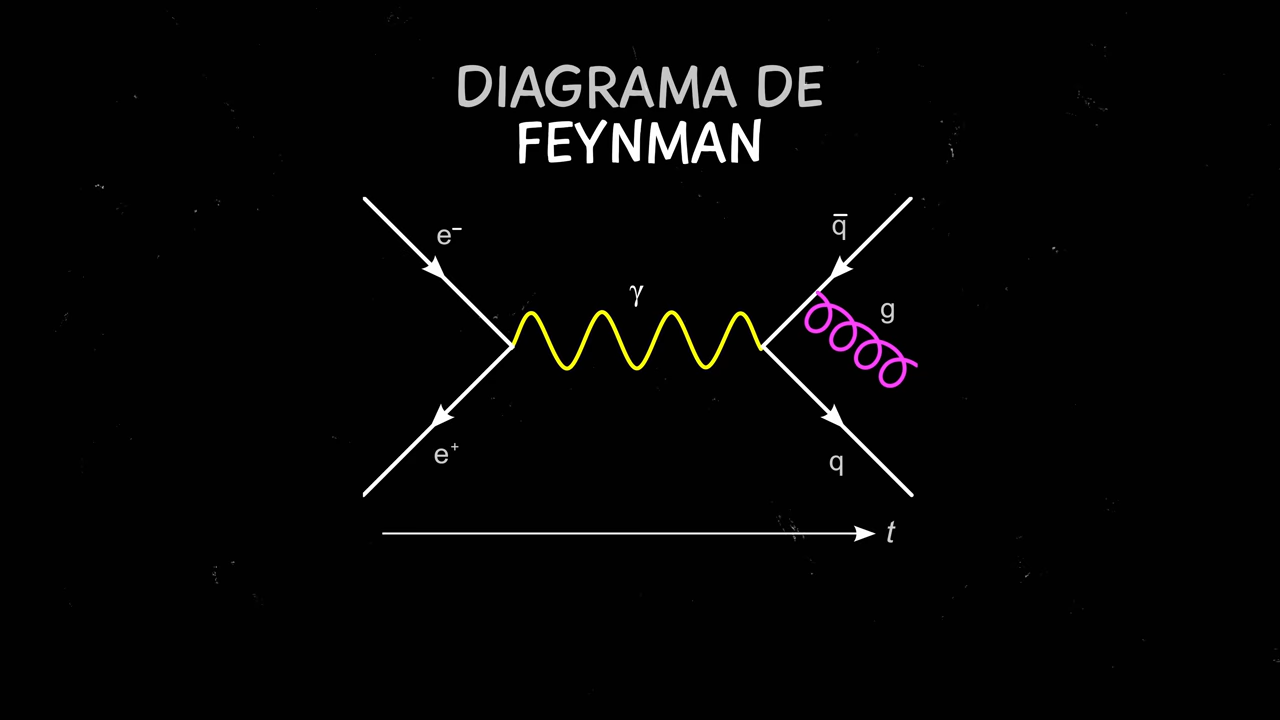 DIAGRAMA DE
FEYNMAN
e⁻
q̅
γ
g
e⁺
q
t